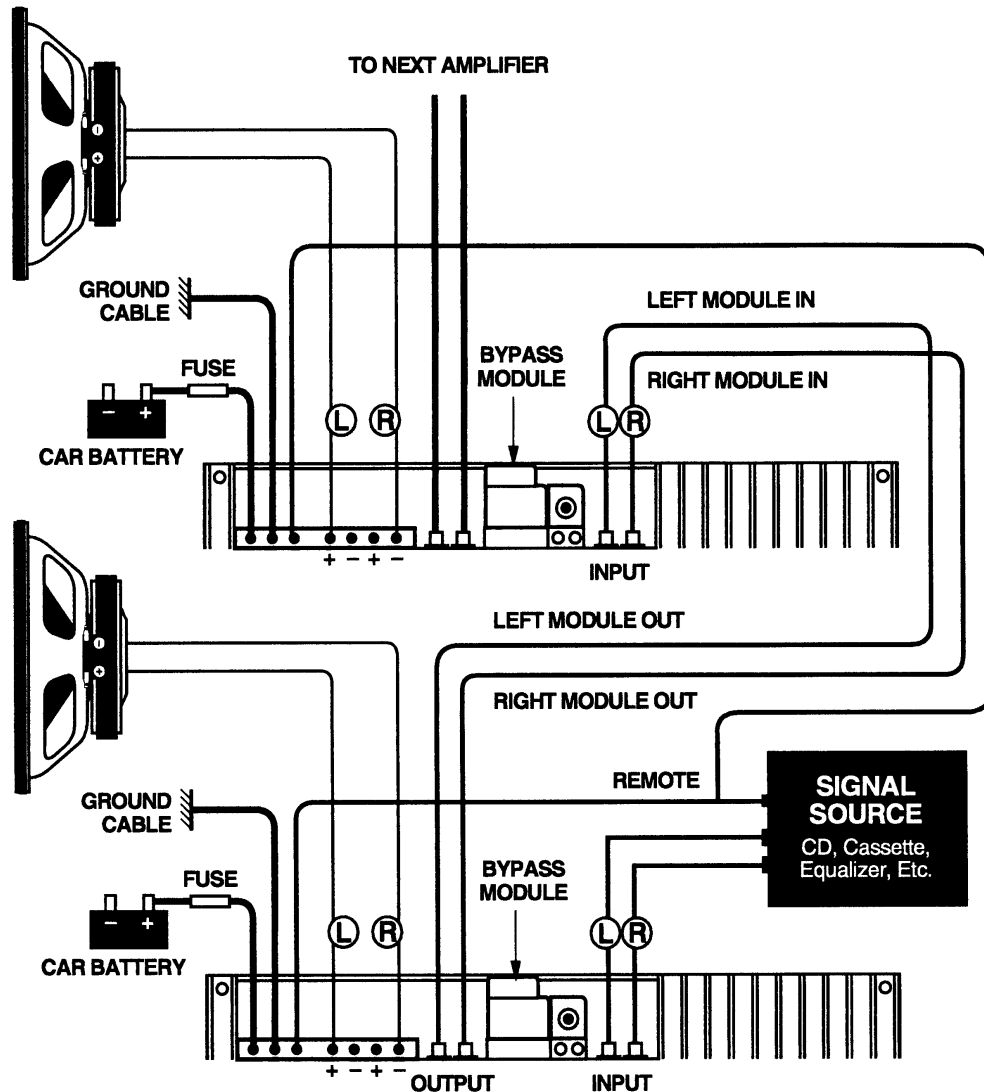 TO NEXT AMPLIFIER
−
+
GROUND
CABLE
LEFT MODULE IN
BYPASS
MODULE
FUSE
RIGHT MODULE IN
− +
L R
L R
CAR BATTERY
+ − + −
INPUT
LEFT MODULE OUT
−
+
RIGHT MODULE OUT
REMOTE
SIGNAL
SOURCE
CD, Cassette,
Equalizer, Etc.
GROUND
CABLE
BYPASS
MODULE
FUSE
− +
L R
L R
CAR BATTERY
+ − + −
OUTPUT
INPUT